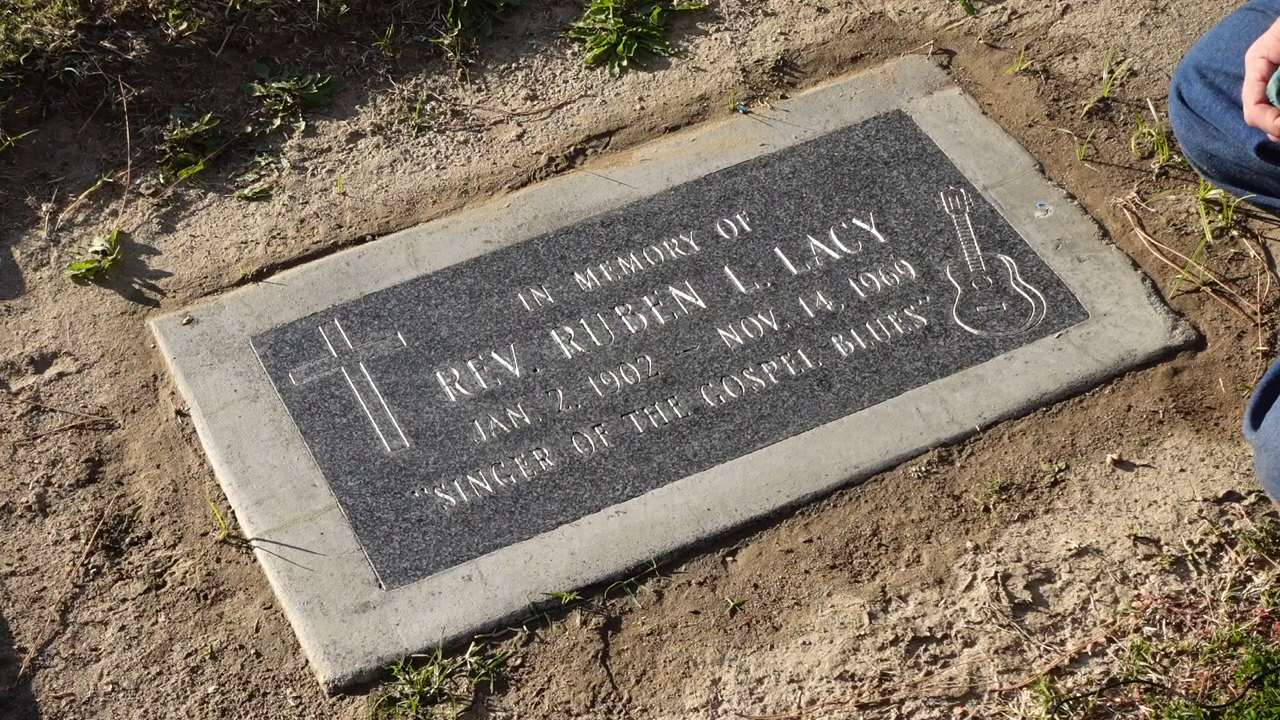 IN MEMORY OF
REV. RUBEN L. LACY
JAN. 2, 1902 — NOV. 14, 1969
"SINGER OF THE GOSPEL BLUES"